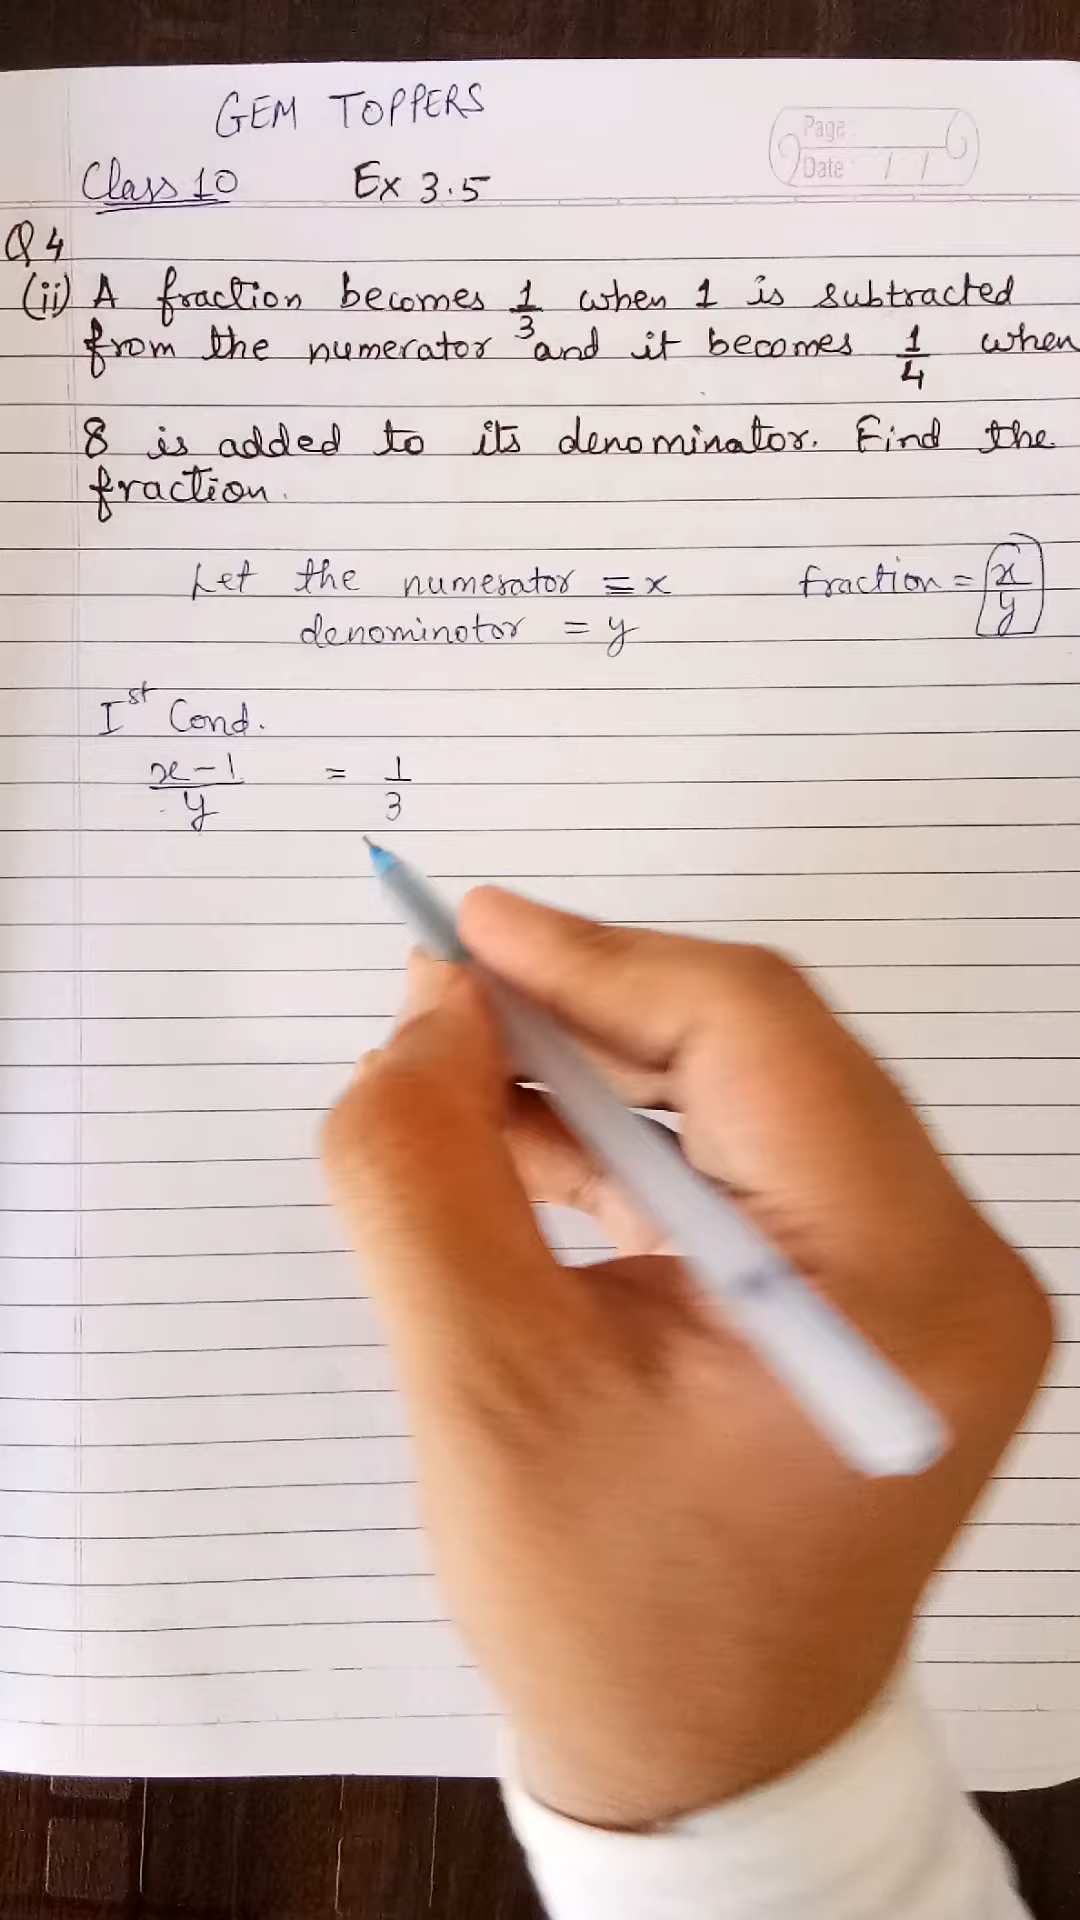 GEM TOPPERS
Page :
Date : / /
Class 10 Ex 3.5
Q 4
(ii) A fraction becomes 1/3 when 1 is subtracted
from the numerator and it becomes 1/4 when
8 is added to its denominator. Find the
fraction.
Let the numerator = x fraction = x/y
denominotor = y
Ist Cond.
x - 1 / y = 1/3